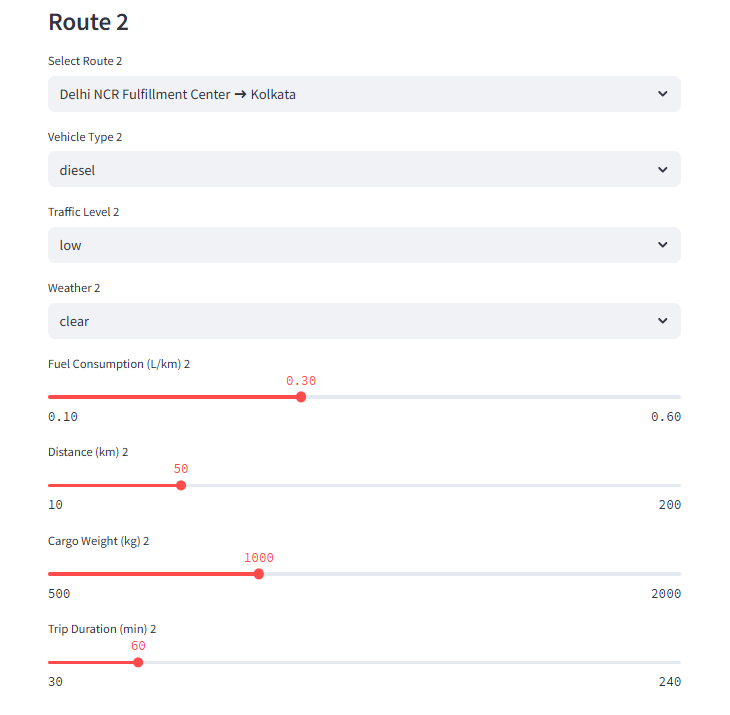 Route 2
Select Route 2
Delhi NCR Fulfillment Center ➔ Kolkata
Vehicle Type 2
diesel
Traffic Level 2
low
Weather 2
clear
Fuel Consumption (L/km) 2
0.30
0.10 0.60
Distance (km) 2
50
10 200
Cargo Weight (kg) 2
1000
500 2000
Trip Duration (min) 2
60
30 240